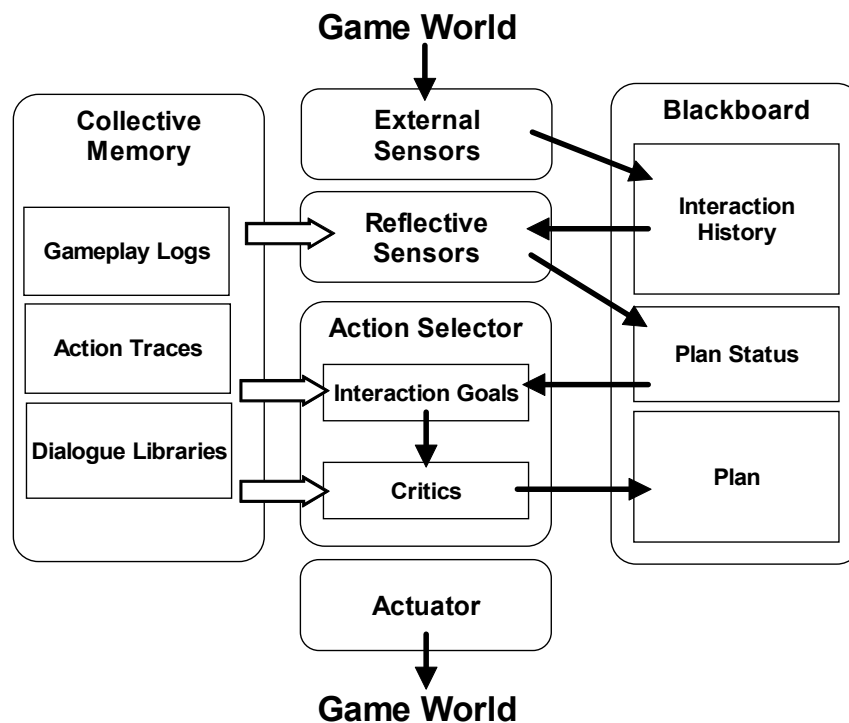 Game World
Collective
Memory
Gameplay Logs
Action Traces
Dialogue Libraries
External
Sensors
Reflective
Sensors
Action Selector
Interaction Goals
Critics
Actuator
Blackboard
Interaction
History
Plan Status
Plan
Game World